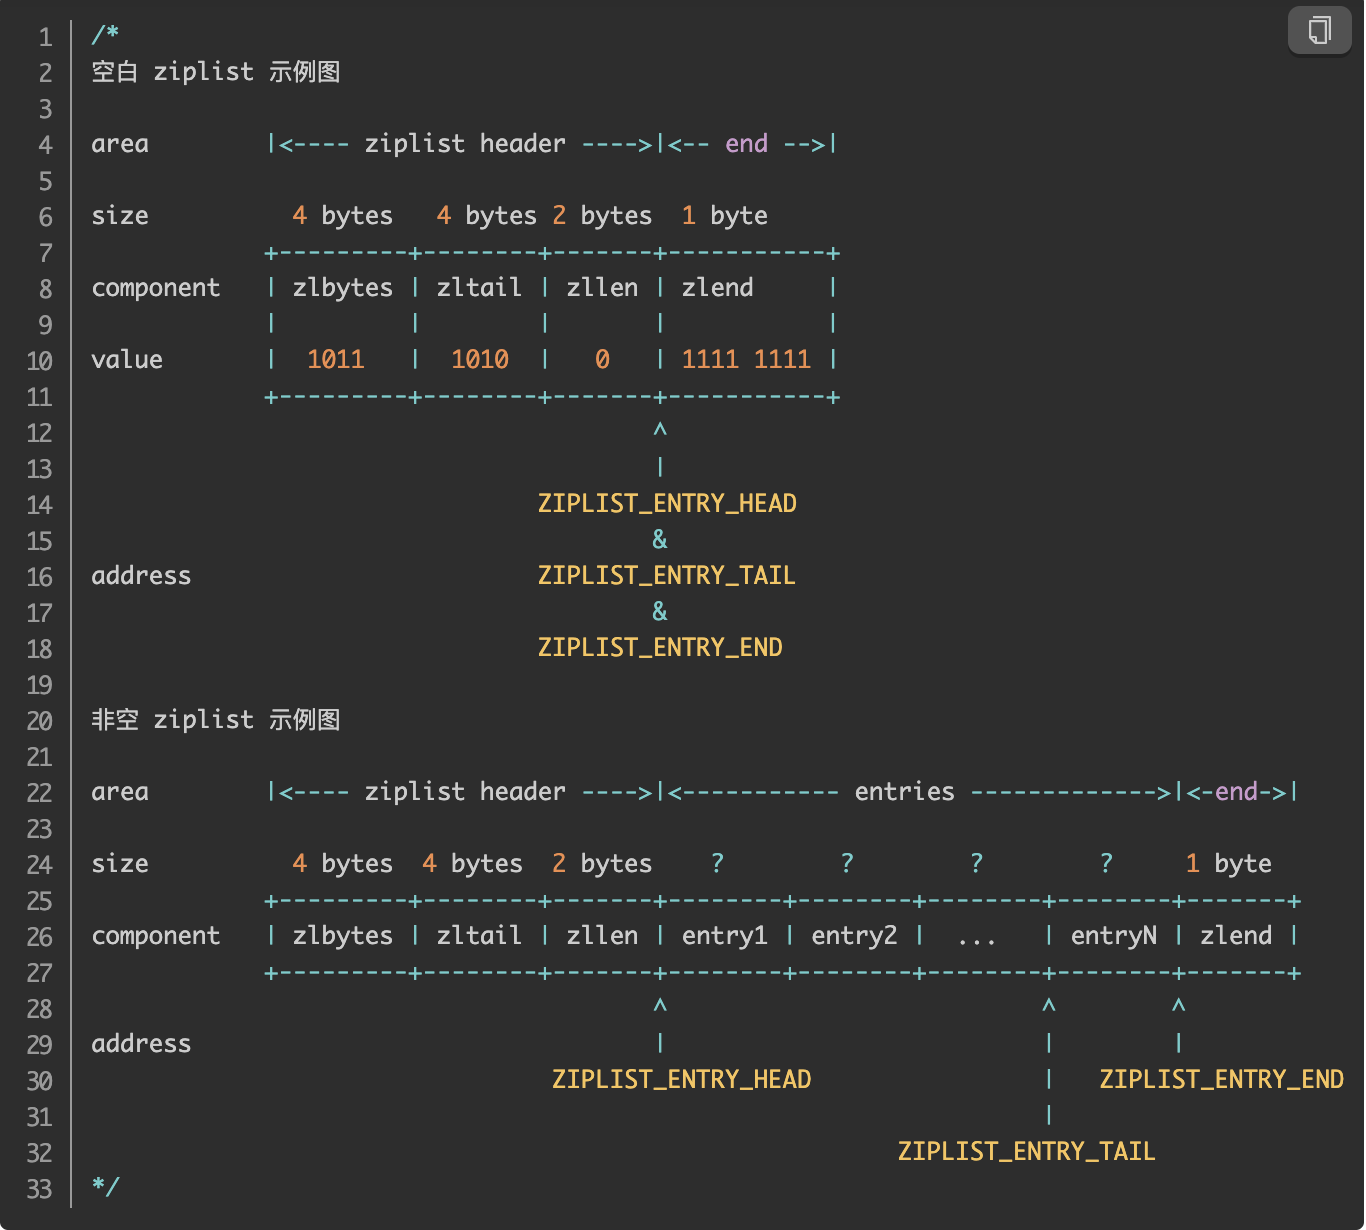 1 /*
2 空白 ziplist 示例图
3
4 area        |<---- ziplist header ---->|<-- end -->|
5
6 size          4 bytes   4 bytes 2 bytes  1 byte
7             +---------+--------+-------+-----------+
8 component   | zlbytes | zltail | zllen | zlend     |
9             |         |        |       |           |
10 value       |  1011   |  1010  |   0   | 1111 1111 |
11             +---------+--------+-------+-----------+
12                                        ^
13                                        |
14                                ZIPLIST_ENTRY_HEAD
15                                        &
16 address                        ZIPLIST_ENTRY_TAIL
17                                        &
18                                ZIPLIST_ENTRY_END
19
20 非空 ziplist 示例图
21
22 area        |<---- ziplist header ---->|<----------- entries ------------->|<-end->|
23
24 size          4 bytes  4 bytes  2 bytes    ?        ?        ?        ?     1 byte
25             +---------+--------+-------+--------+--------+--------+--------+-------+
26 component   | zlbytes | zltail | zllen | entry1 | entry2 |  ...   | entryN | zlend |
27             +---------+--------+-------+--------+--------+--------+--------+-------+
28                                        ^                          ^        ^
29 address                                |                          |        |
30                                 ZIPLIST_ENTRY_HEAD                |   ZIPLIST_ENTRY_END
31                                                                   |
32                                                         ZIPLIST_ENTRY_TAIL
33 */